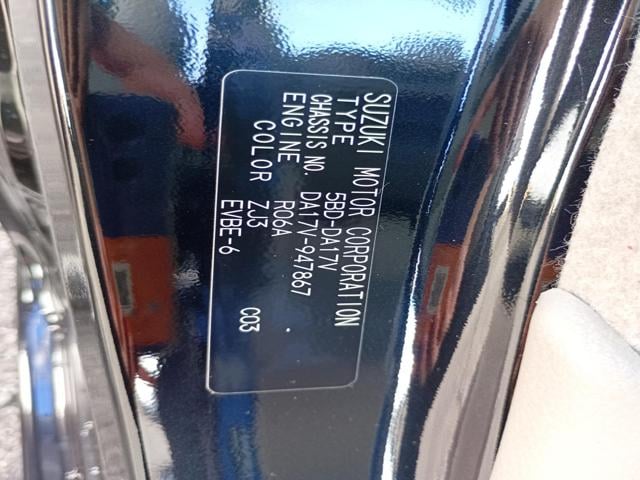 SUZUKI MOTOR CORPORATION
TYPE 5BD-DA17V
CHASSIS NO. DA17V-947867
ENGINE R06A
COLOR ZJ3
EVBE-6 C03